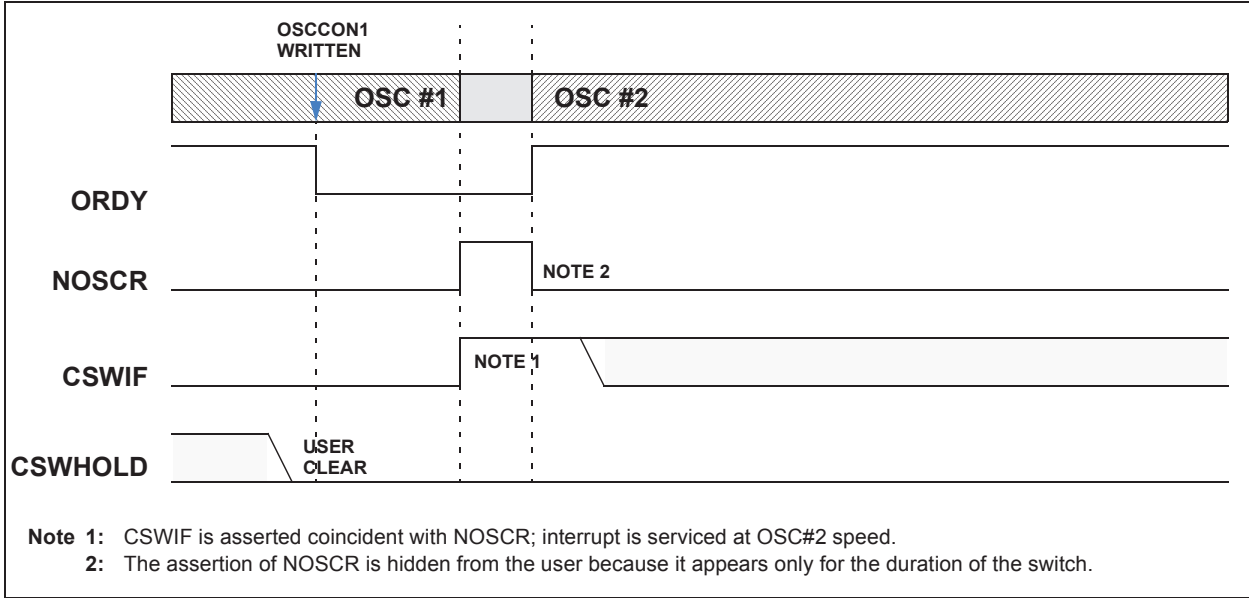 OSCCON1
WRITTEN
OSC #1
OSC #2
ORDY
NOSCR
NOTE 2
CSWIF
NOTE 1
CSWHOLD
USER
CLEAR
Note 1: CSWIF is asserted coincident with NOSCR; interrupt is serviced at OSC#2 speed.
2: The assertion of NOSCR is hidden from the user because it appears only for the duration of the switch.